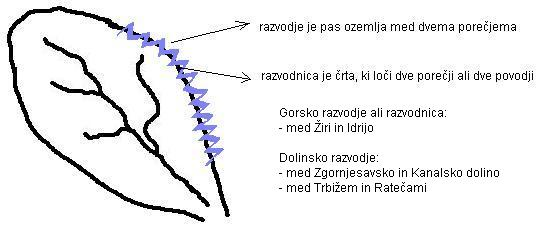 razvodje je pas ozemlja med dvema porečjema
razvodnica je črta, ki loči dve porečji ali dve povodji
Gorsko razvodje ali razvodnica:
- med Žiri in Idrijo
Dolinsko razvodje:
- med Zgornjesavsko in Kanalsko dolino
- med Trbižem in Ratečami